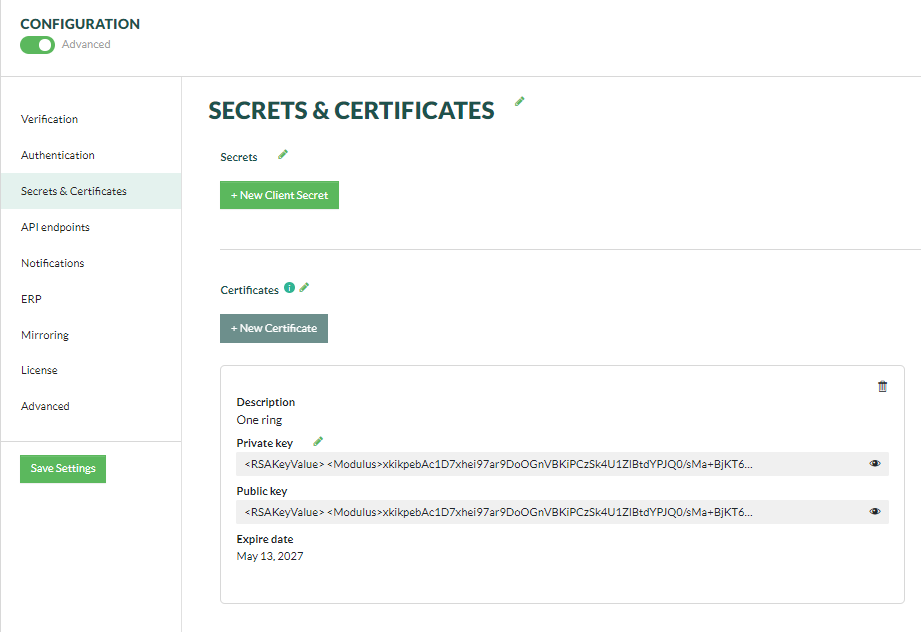 CONFIGURATION
Advanced
Verification
Authentication
Secrets & Certificates
API endpoints
Notifications
ERP
Mirroring
License
Advanced
Save Settings
SECRETS & CERTIFICATES
Secrets
+ New Client Secret
Certificates
+ New Certificate
Description
One ring
Private key
<RSAKeyValue> <Modulus>xkikpebAc1D7xhei97ar9DoOGnVBKiPCzSk4U1ZlBtdYPJQ0/sMa+BjKT6...
Public key
<RSAKeyValue> <Modulus>xkikpebAc1D7xhei97ar9DoOGnVBKiPCzSk4U1ZlBtdYPJQ0/sMa+BjKT6...
Expire date
May 13, 2027